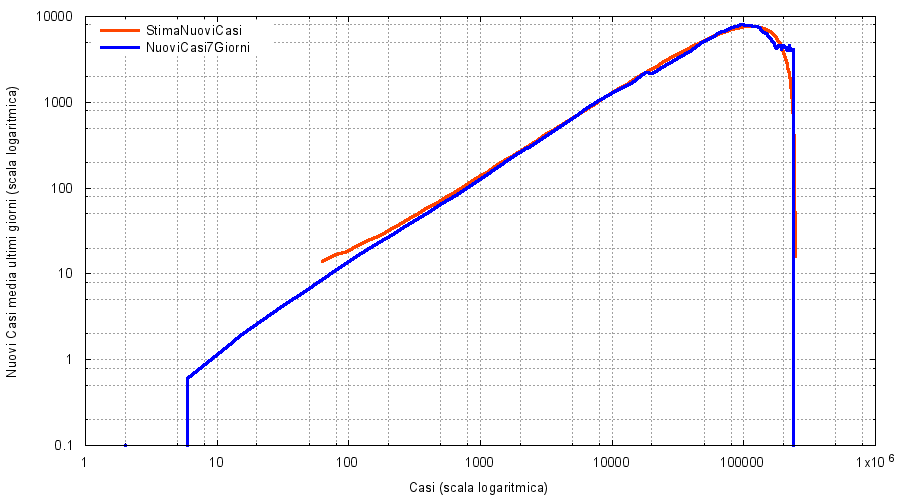 10000
StimaNuoviCasi
NuoviCasi7Giorni
1000
100
10
1
0.1
Nuovi Casi media ultimi giorni (scala logaritmica)
1
10
100
1000
10000
100000
1x10 6
Casi (scala logaritmica)